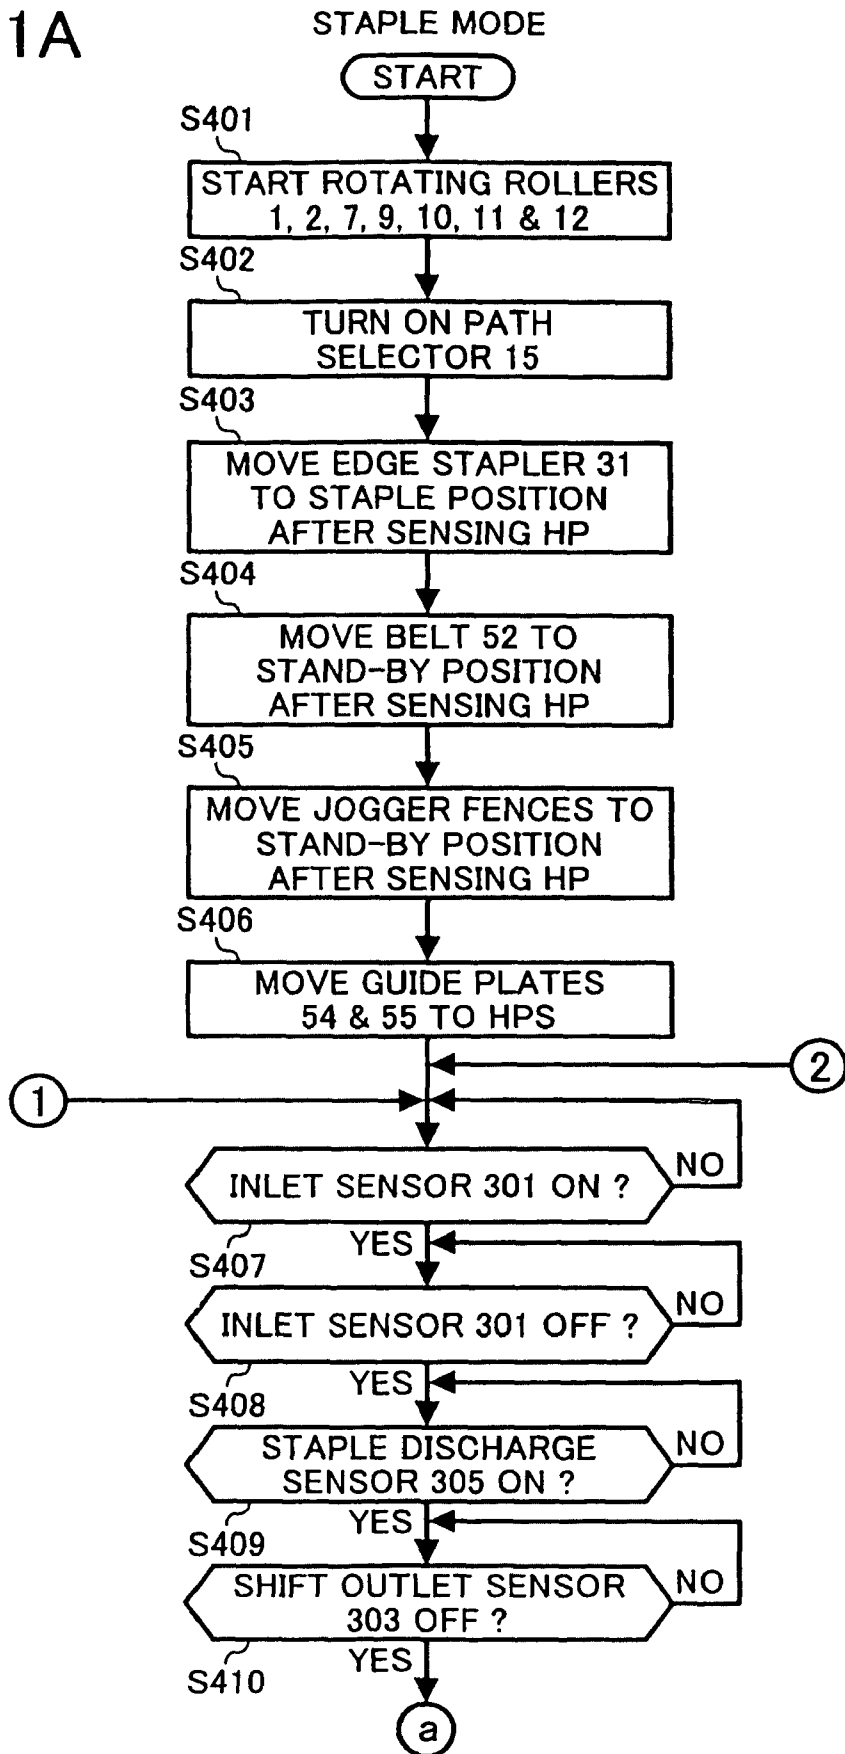 1A
STAPLE MODE
START
S401
START ROTATING ROLLERS
1, 2, 7, 9, 10, 11 & 12
S402
TURN ON PATH
SELECTOR 15
S403
MOVE EDGE STAPLER 31
TO STAPLE POSITION
AFTER SENSING HP
S404
MOVE BELT 52 TO
STAND-BY POSITION
AFTER SENSING HP
S405
MOVE JOGGER FENCES TO
STAND-BY POSITION
AFTER SENSING HP
S406
MOVE GUIDE PLATES
54 & 55 TO HPS
2
1
INLET SENSOR 301 ON ?
NO
S407
YES
INLET SENSOR 301 OFF ?
NO
S408
YES
STAPLE DISCHARGE
SENSOR 305 ON ?
NO
S409
YES
SHIFT OUTLET SENSOR
303 OFF ?
NO
S410
YES
a